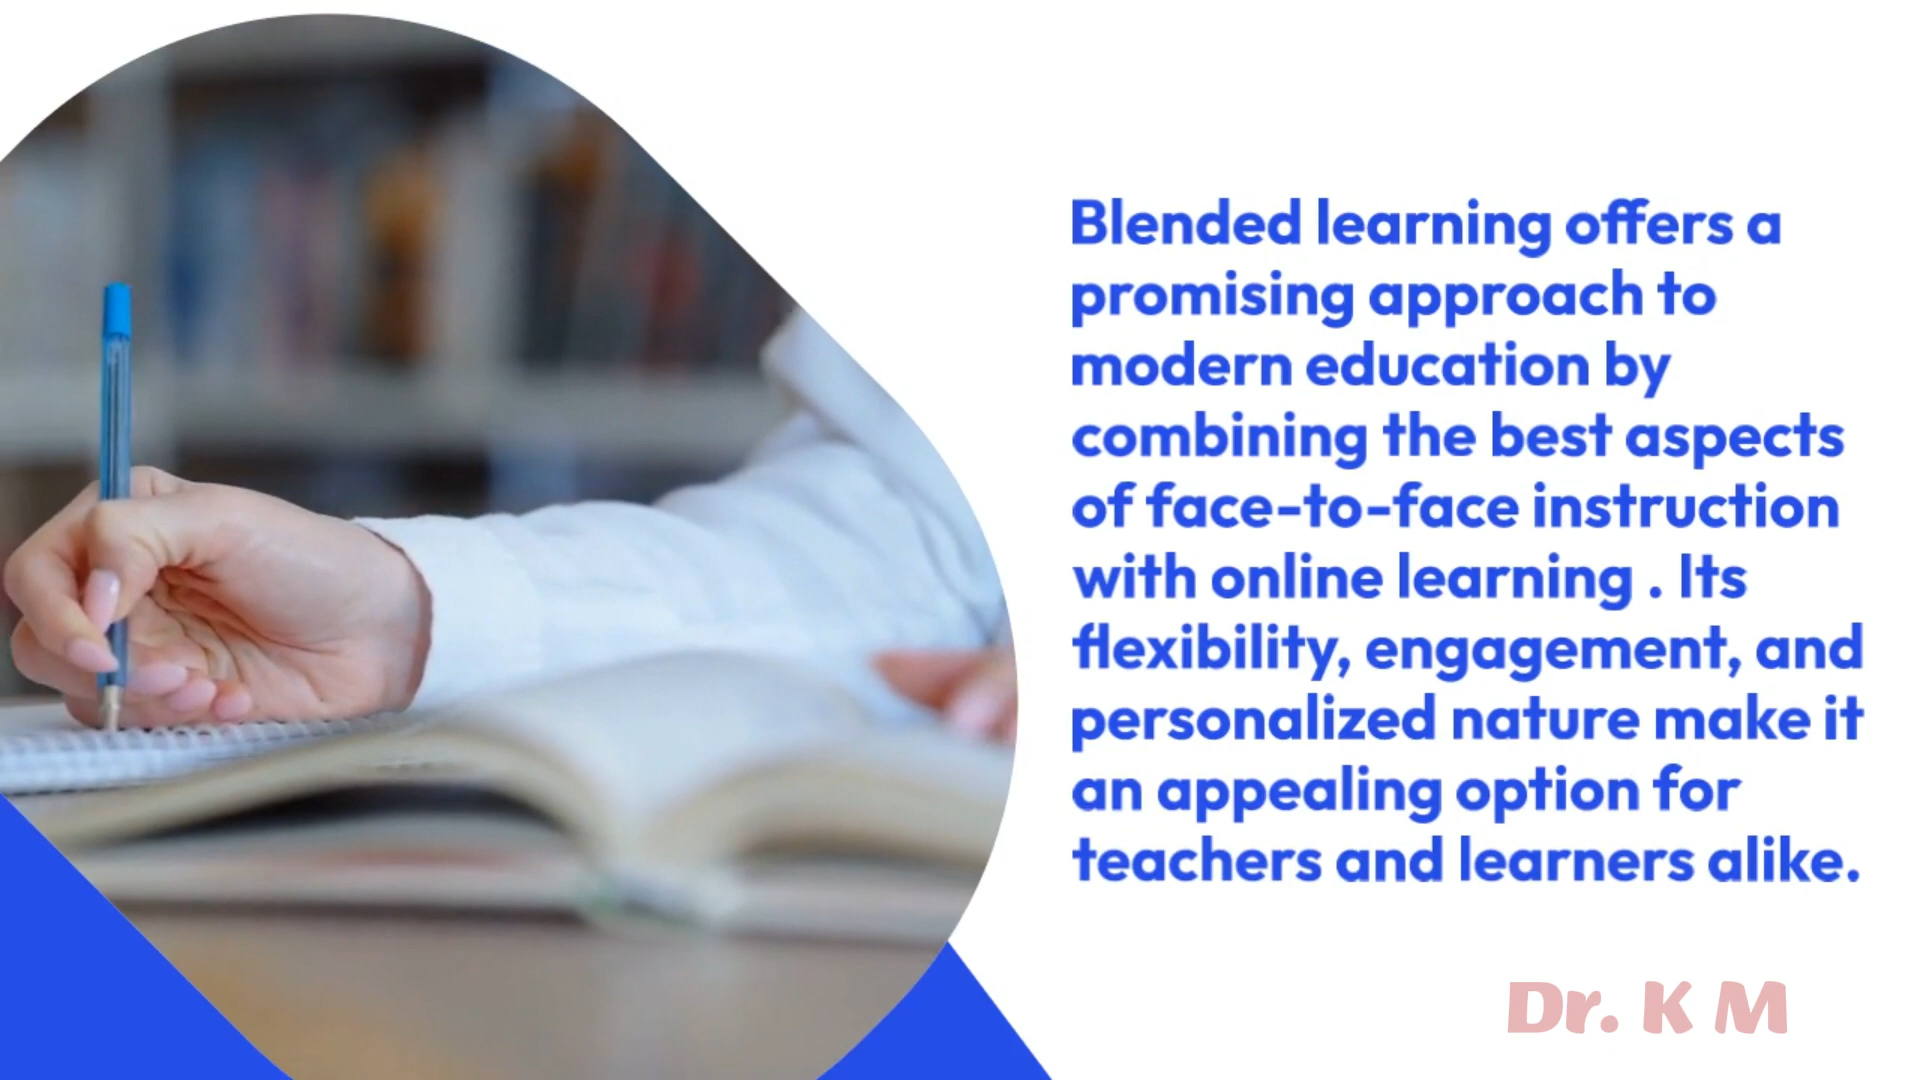 Blended learning offers a
promising approach to
modern education by
combining the best aspects
of face-to-face instruction
with online learning . Its
flexibility, engagement, and
personalized nature make it
an appealing option for
teachers and learners alike.
Dr. K M